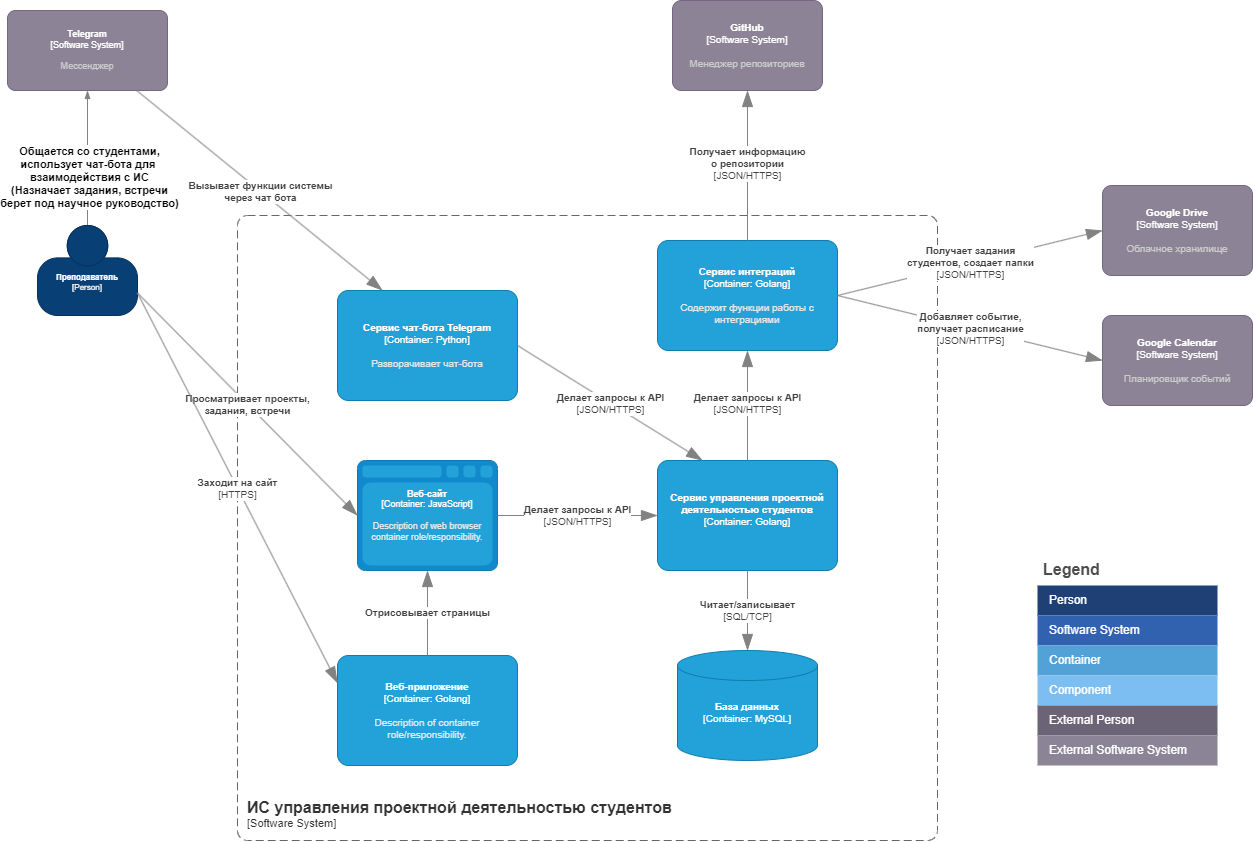 Telegram
[Software System]
Мессенджер
GitHub
[Software System]
Менеджер репозиториев
Общается со студентами,
использует чат-бота для
взаимодействия с ИС
(Назначает задания, встречи
берет под научное руководство)
Вызывает функции системы
через чат бота
Получает информацию
о репозитории
[JSON/HTTPS]
Преподаватель
[Person]
Сервис чат-бота Telegram
[Container: Python]
Разворачивает чат-бота
Сервис интеграций
[Container: Golang]
Содержит функции работы с
интеграциями
Получает задания
студентов, создает папки
[JSON/HTTPS]
Google Drive
[Software System]
Облачное хранилище
Добавляет событие,
получает расписание
[JSON/HTTPS]
Google Calendar
[Software System]
Планировщик событий
Просматривает проекты,
задания, встречи
Делает запросы к API
[JSON/HTTPS]
Делает запросы к API
[JSON/HTTPS]
Заходит на сайт
[HTTPS]
Веб-сайт
[Container: JavaScript]
Description of web browser
container role/responsibility.
Делает запросы к API
[JSON/HTTPS]
Сервис управления проектной
деятельностью студентов
[Container: Golang]
Отрисовывает страницы
Читает/записывает
[SQL/TCP]
Веб-приложение
[Container: Golang]
Description of container
role/responsibility.
База данных
[Container: MySQL]
ИС управления проектной деятельностью студентов
[Software System]
Legend
Person
Software System
Container
Component
External Person
External Software System